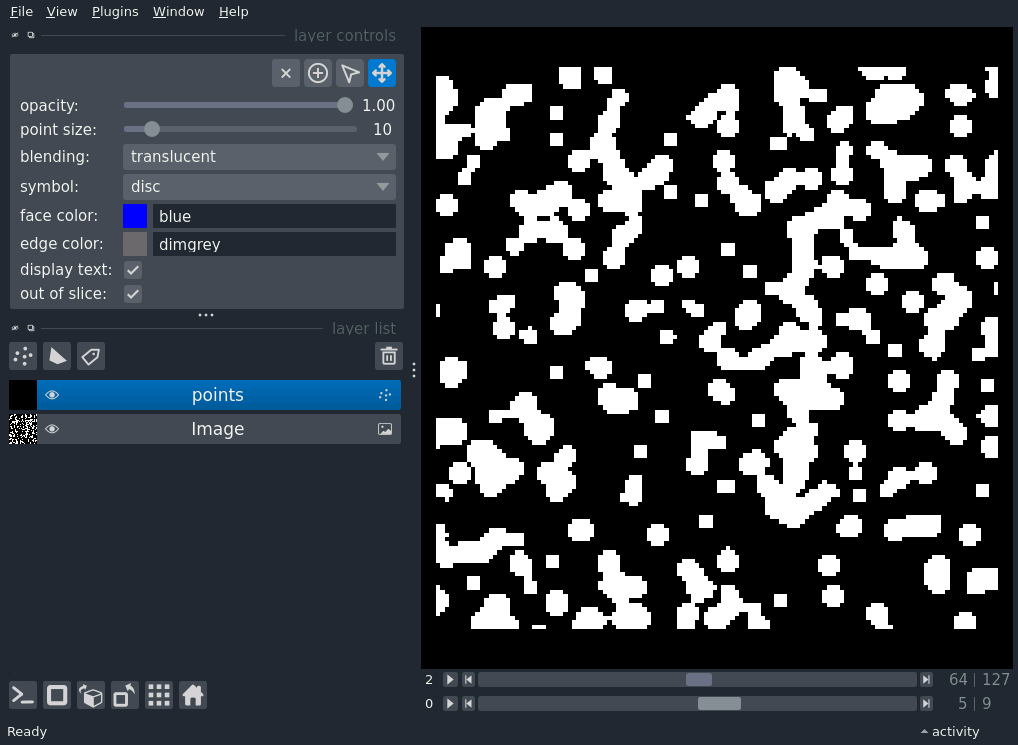 File View Plugins Window Help
layer controls
opacity: 1.00
point size: 10
blending: translucent
symbol: disc
face color: blue
edge color: dimgrey
display text:
out of slice:
layer list
points
Image
2 64 | 127
0 5 | 9
Ready activity